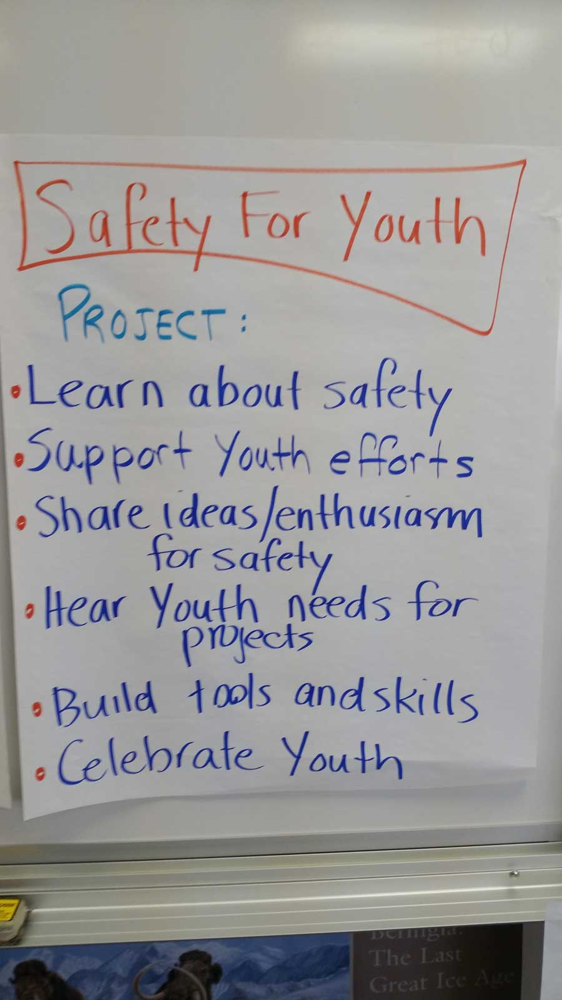 Safety For Youth
PROJECT:
• Learn about safety
• Support Youth efforts
• Share ideas/enthusiasm
for safety
• Hear Youth needs for
projects
• Build tools and skills
• Celebrate Youth
Beringia:
The Last
Great Ice Age